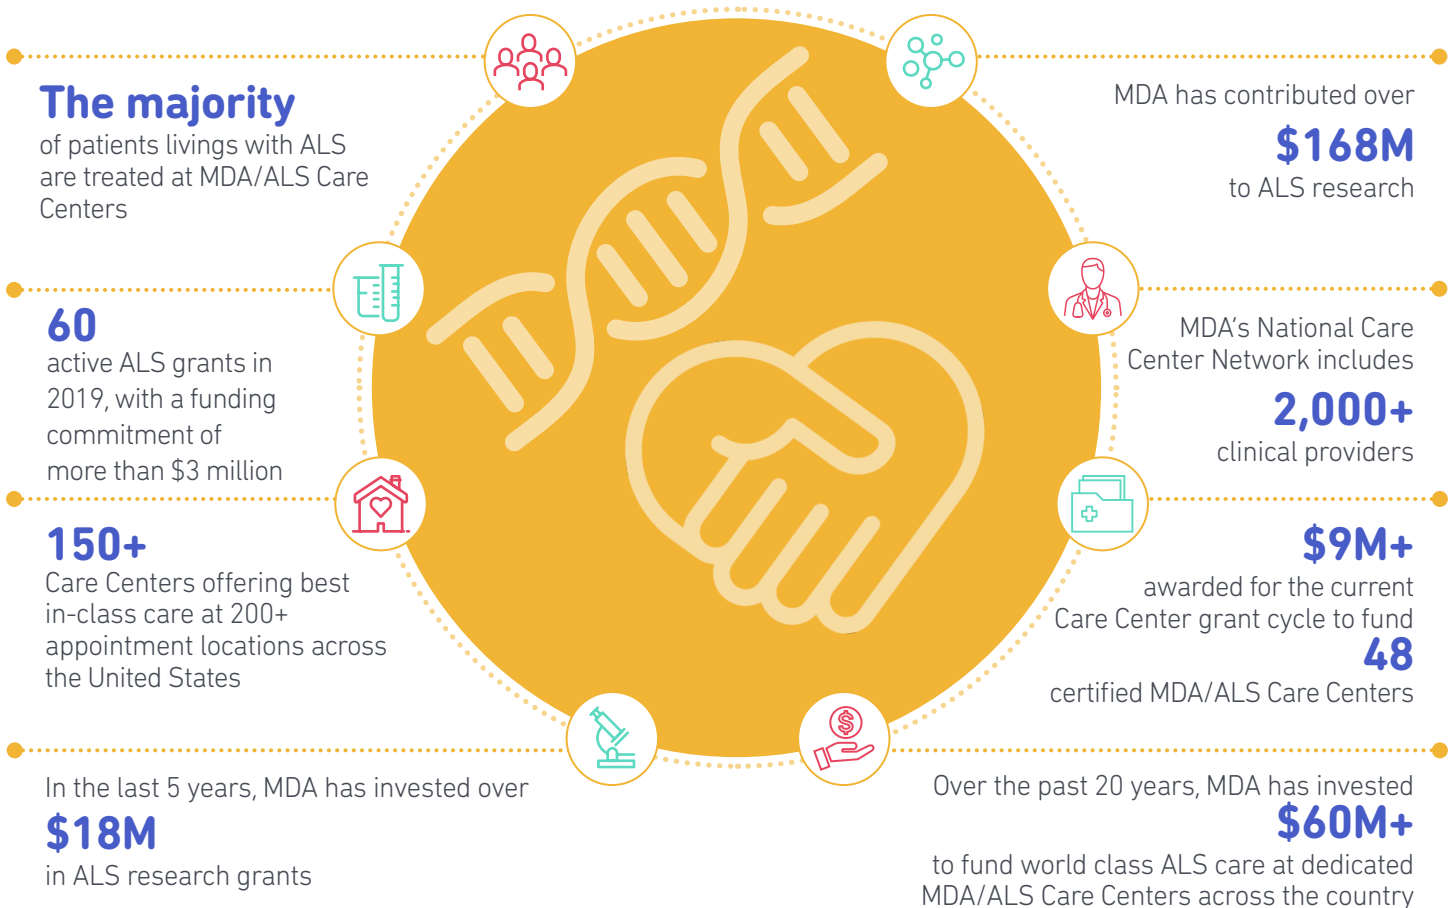 The majority
of patients livings with ALS
are treated at MDA/ALS Care
Centers
60
active ALS grants in
2019, with a funding
commitment of
more than $3 million
150+
Care Centers offering best
in-class care at 200+
appointment locations across
the United States
In the last 5 years, MDA has invested over
$18M
in ALS research grants
MDA has contributed over
$168M
to ALS research
MDA's National Care
Center Network includes
2,000+
clinical providers
$9M+
awarded for the current
Care Center grant cycle to fund
48
certified MDA/ALS Care Centers
Over the past 20 years, MDA has invested
$60M+
to fund world class ALS care at dedicated
MDA/ALS Care Centers across the country
$